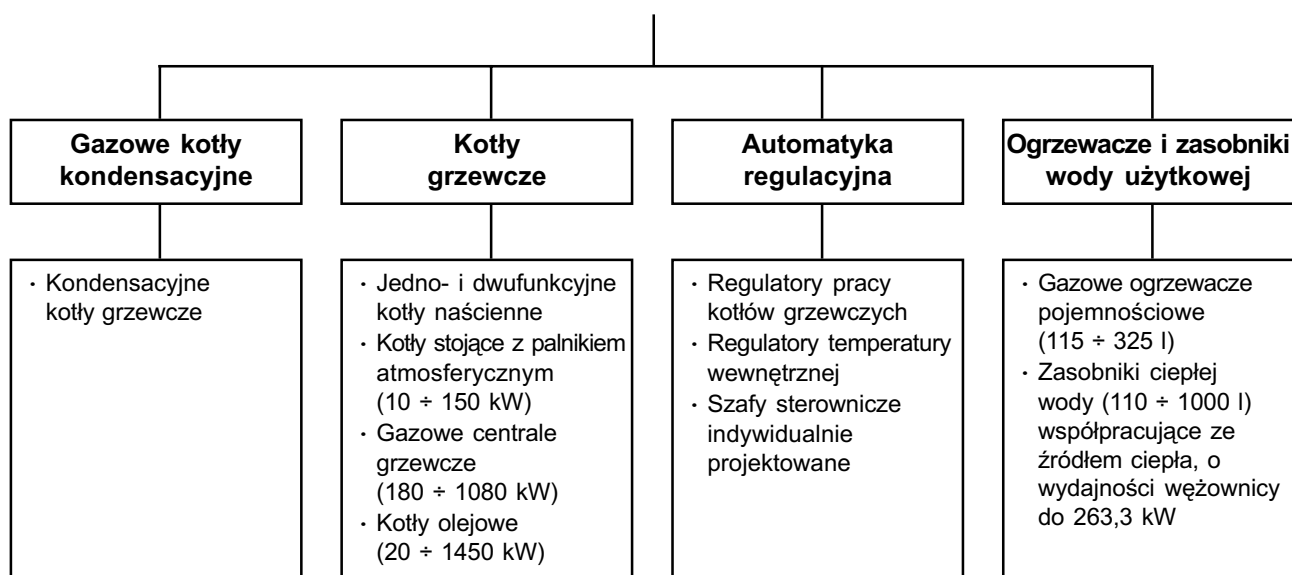 Gazowe kotły
kondensacyjne
· Kondensacyjne
kotły grzewcze
Kotły
grzewcze
· Jedno- i dwufunkcyjne
kotły naścienne
· Kotły stojące z palnikiem
atmosferycznym
(10 ÷ 150 kW)
· Gazowe centrale
grzewcze
(180 ÷ 1080 kW)
· Kotły olejowe
(20 ÷ 1450 kW)
Automatyka
regulacyjna
· Regulatory pracy
kotłów grzewczych
· Regulatory temperatury
wewnętrznej
· Szafy sterownicze
indywidualnie
projektowane
Ogrzewacze i zasobniki
wody użytkowej
· Gazowe ogrzewacze
pojemnościowe
(115 ÷ 325 l)
· Zasobniki ciepłej
wody (110 ÷ 1000 l)
współpracujące ze
źródłem ciepła, o
wydajności wężownicy
do 263,3 kW